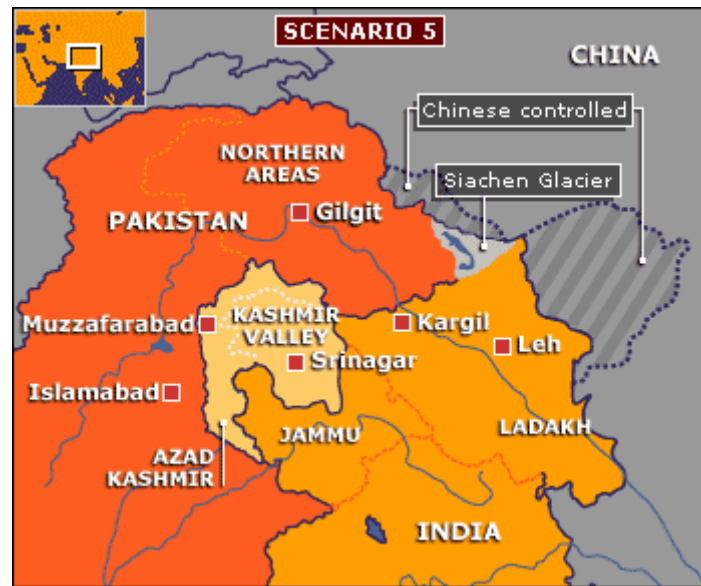 SCENARIO 5
CHINA
Chinese controlled
NORTHERN
AREAS
Siachen Glacier
PAKISTAN
Gilgit
Muzzafarabad
KASHMIR
VALLEY
Kargil
Srinagar
Leh
Islamabad
JAMMU
LADAKH
AZAD
KASHMIR
INDIA